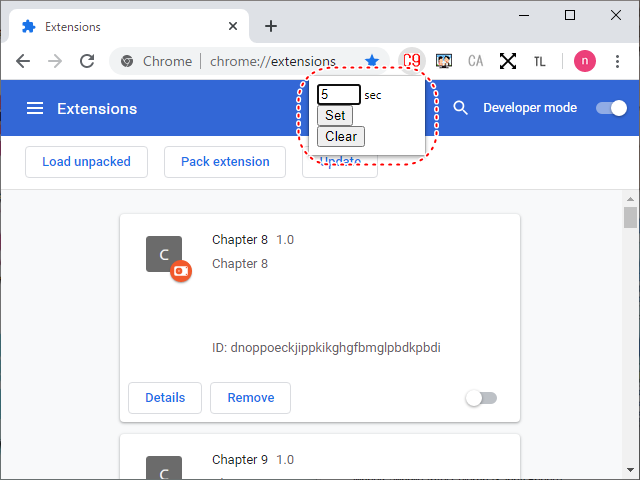 Extensions
Chrome | chrome://extensions
C9
CA
TL
n
5 sec
Set
Clear
Extensions
Developer mode
Load unpacked
Pack extension
Update
C
Chapter 8 1.0
Chapter 8
ID: dnoppoeckjippkikghgfbmglpbdkpbdi
Details
Remove
C
Chapter 9 1.0